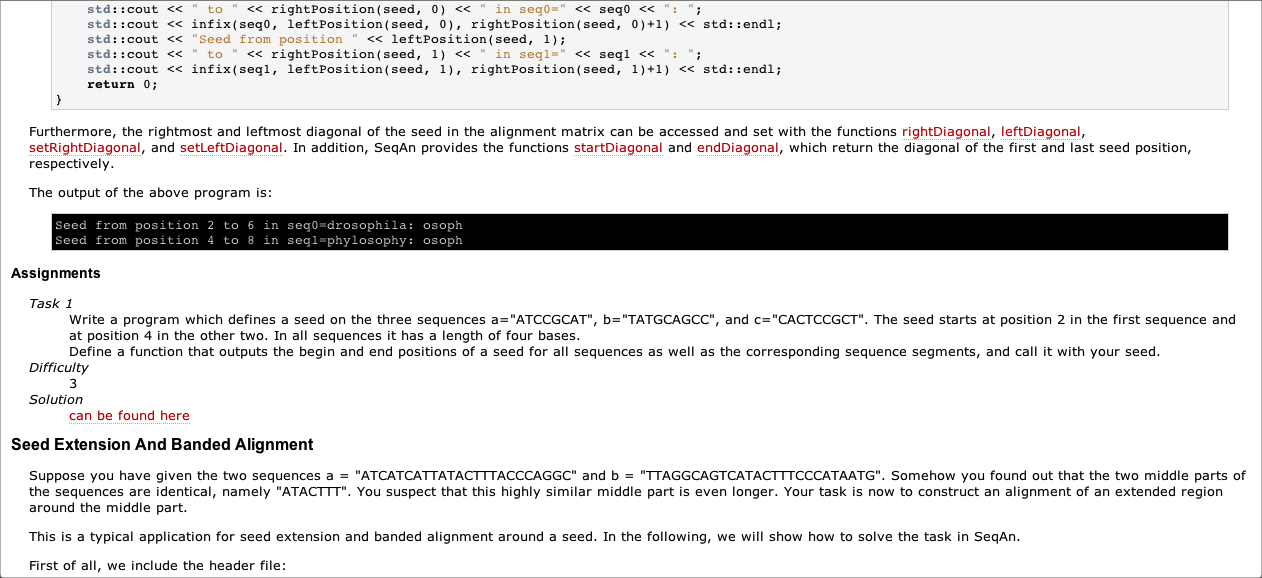 std::cout << " to " << rightPosition(seed, 0) << " in seq0=" << seq0 << ": ";
std::cout << infix(seq0, leftPosition(seed, 0), rightPosition(seed, 0)+1) << std::endl;
std::cout << "Seed from position " << leftPosition(seed, 1);
std::cout << " to " << rightPosition(seed, 1) << " in seq1=" << seq1 << ": ";
std::cout << infix(seq1, leftPosition(seed, 1), rightPosition(seed, 1)+1) << std::endl;
return 0;
}
Furthermore, the rightmost and leftmost diagonal of the seed in the alignment matrix can be accessed and set with the functions rightDiagonal, leftDiagonal,
setRightDiagonal, and setLeftDiagonal. In addition, SeqAn provides the functions startDiagonal and endDiagonal, which return the diagonal of the first and last seed position,
respectively.
The output of the above program is:
Seed from position 2 to 6 in seq0=drosophila: osoph
Seed from position 4 to 8 in seq1=phylosophy: osoph
Assignments
Task 1
Write a program which defines a seed on the three sequences a="ATCCGCAT", b="TATGCAGCC", and c="CACTCCGCT". The seed starts at position 2 in the first sequence and
at position 4 in the other two. In all sequences it has a length of four bases.
Define a function that outputs the begin and end positions of a seed for all sequences as well as the corresponding sequence segments, and call it with your seed.
Difficulty
3
Solution
can be found here
Seed Extension And Banded Alignment
Suppose you have given the two sequences a = "ATCATCATTATACTTTACCCAGGC" and b = "TTAGGCAGTCATACTTTCCCATAATG". Somehow you found out that the two middle parts of
the sequences are identical, namely "ATACTTT". You suspect that this highly similar middle part is even longer. Your task is now to construct an alignment of an extended region
around the middle part.
This is a typical application for seed extension and banded alignment around a seed. In the following, we will show how to solve the task in SeqAn.
First of all, we include the header file: